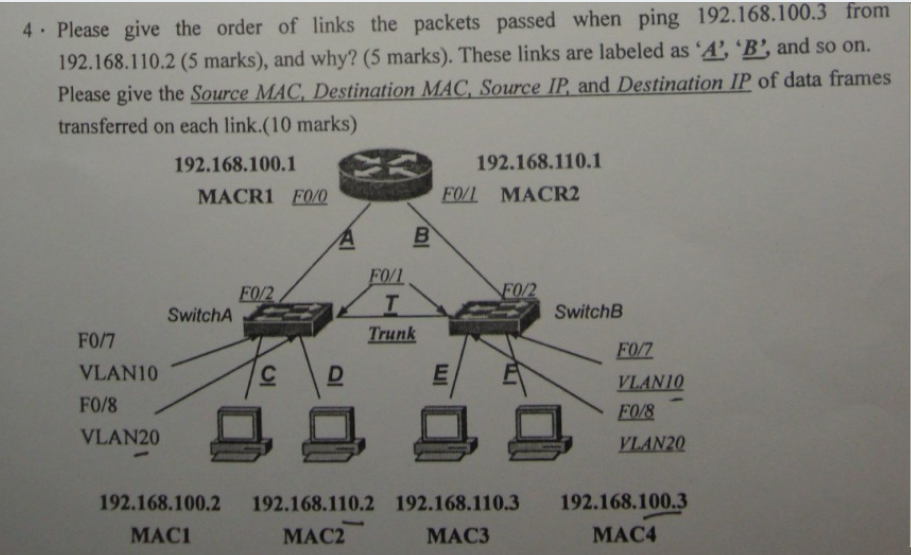 4 · Please give the order of links the packets passed when ping 192.168.100.3 from
192.168.110.2 (5 marks), and why? (5 marks). These links are labeled as ‘A’, ‘B’, and so on.
Please give the Source MAC, Destination MAC, Source IP, and Destination IP of data frames
transferred on each link.(10 marks)
192.168.100.1 192.168.110.1
MACR1 F0/0 F0/1 MACR2
A B
F0/1
F0/2 T F0/2
SwitchA SwitchB
Trunk
F0/7 F0/7
VLAN10 C D E F VLAN10
F0/8 F0/8
VLAN20 VLAN20
192.168.100.2 192.168.110.2 192.168.110.3 192.168.100.3
MAC1 MAC2 MAC3 MAC4